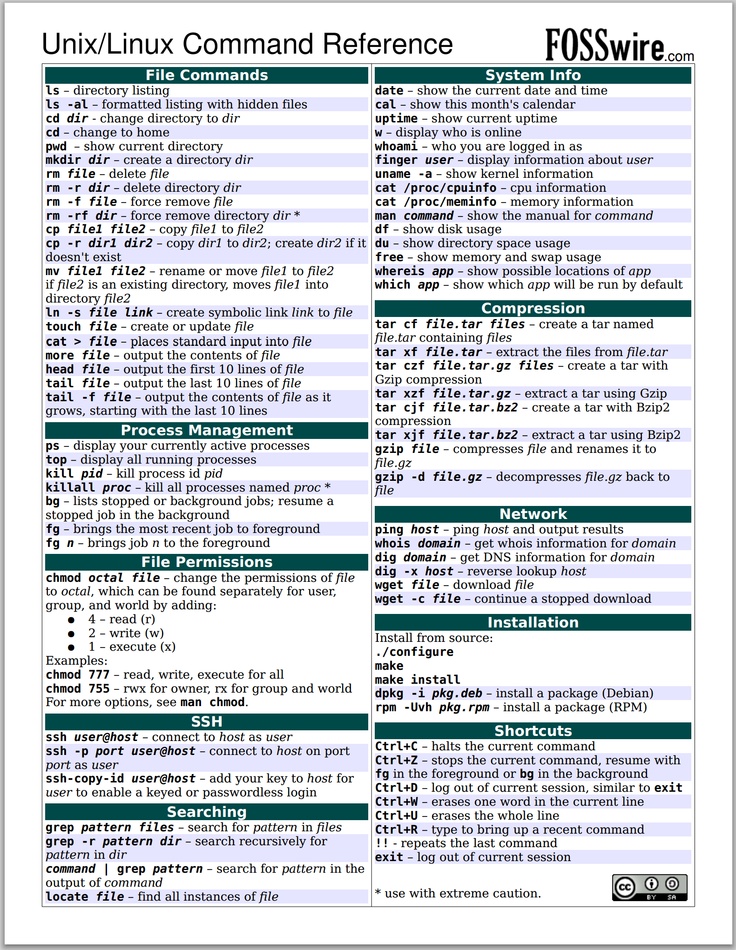 Unix/Linux Command Reference
FOSSwire.com
File Commands
ls – directory listing
ls -al – formatted listing with hidden files
cd dir - change directory to dir
cd – change to home
pwd – show current directory
mkdir dir – create a directory dir
rm file – delete file
rm -r dir – delete directory dir
rm -f file – force remove file
rm -rf dir – force remove directory dir *
cp file1 file2 – copy file1 to file2
cp -r dir1 dir2 – copy dir1 to dir2; create dir2 if it
doesn't exist
mv file1 file2 – rename or move file1 to file2
if file2 is an existing directory, moves file1 into
directory file2
ln -s file link – create symbolic link link to file
touch file – create or update file
cat > file – places standard input into file
more file – output the contents of file
head file – output the first 10 lines of file
tail file – output the last 10 lines of file
tail -f file – output the contents of file as it
grows, starting with the last 10 lines
Process Management
ps – display your currently active processes
top – display all running processes
kill pid – kill process id pid
killall proc – kill all processes named proc *
bg – lists stopped or background jobs; resume a
stopped job in the background
fg – brings the most recent job to foreground
fg n – brings job n to the foreground
File Permissions
chmod octal file – change the permissions of file
to octal, which can be found separately for user,
group, and world by adding:
● 4 – read (r)
● 2 – write (w)
● 1 – execute (x)
Examples:
chmod 777 – read, write, execute for all
chmod 755 – rwx for owner, rx for group and world
For more options, see man chmod.
SSH
ssh user@host – connect to host as user
ssh -p port user@host – connect to host on port
port as user
ssh-copy-id user@host – add your key to host for
user to enable a keyed or passwordless login
Searching
grep pattern files – search for pattern in files
grep -r pattern dir – search recursively for
pattern in dir
command | grep pattern – search for pattern in the
output of command
locate file – find all instances of file
System Info
date – show the current date and time
cal – show this month's calendar
uptime – show current uptime
w – display who is online
whoami – who you are logged in as
finger user – display information about user
uname -a – show kernel information
cat /proc/cpuinfo – cpu information
cat /proc/meminfo – memory information
man command – show the manual for command
df – show disk usage
du – show directory space usage
free – show memory and swap usage
whereis app – show possible locations of app
which app – show which app will be run by default
Compression
tar cf file.tar files – create a tar named
file.tar containing files
tar xf file.tar – extract the files from file.tar
tar czf file.tar.gz files – create a tar with
Gzip compression
tar xzf file.tar.gz – extract a tar using Gzip
tar cjf file.tar.bz2 – create a tar with Bzip2
compression
tar xjf file.tar.bz2 – extract a tar using Bzip2
gzip file – compresses file and renames it to
file.gz
gzip -d file.gz – decompresses file.gz back to
file
Network
ping host – ping host and output results
whois domain – get whois information for domain
dig domain – get DNS information for domain
dig -x host – reverse lookup host
wget file – download file
wget -c file – continue a stopped download
Installation
Install from source:
./configure
make
make install
dpkg -i pkg.deb – install a package (Debian)
rpm -Uvh pkg.rpm – install a package (RPM)
Shortcuts
Ctrl+C – halts the current command
Ctrl+Z – stops the current command, resume with
fg in the foreground or bg in the background
Ctrl+D – log out of current session, similar to exit
Ctrl+W – erases one word in the current line
Ctrl+U – erases the whole line
Ctrl+R – type to bring up a recent command
!! - repeats the last command
exit – log out of current session
* use with extreme caution.
cc BY SA